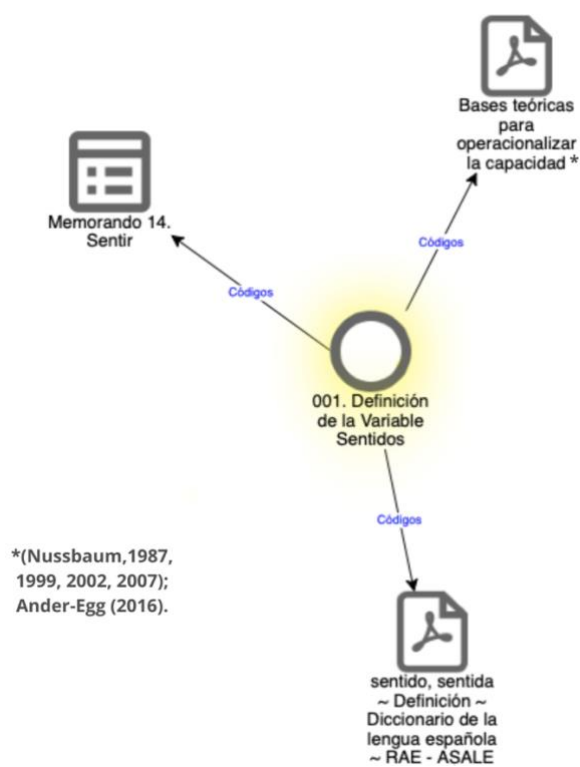 Bases teóricas
para
operacionalizar
la capacidad *
Memorando 14.
Sentir
Códigos
Códigos
001. Definición
de la Variable
Sentidos
Códigos
*(Nussbaum,1987,
1999, 2002, 2007);
Ander-Egg (2016).
sentido, sentida
~ Definición ~
Diccionario de la
lengua española
~ RAE - ASALE